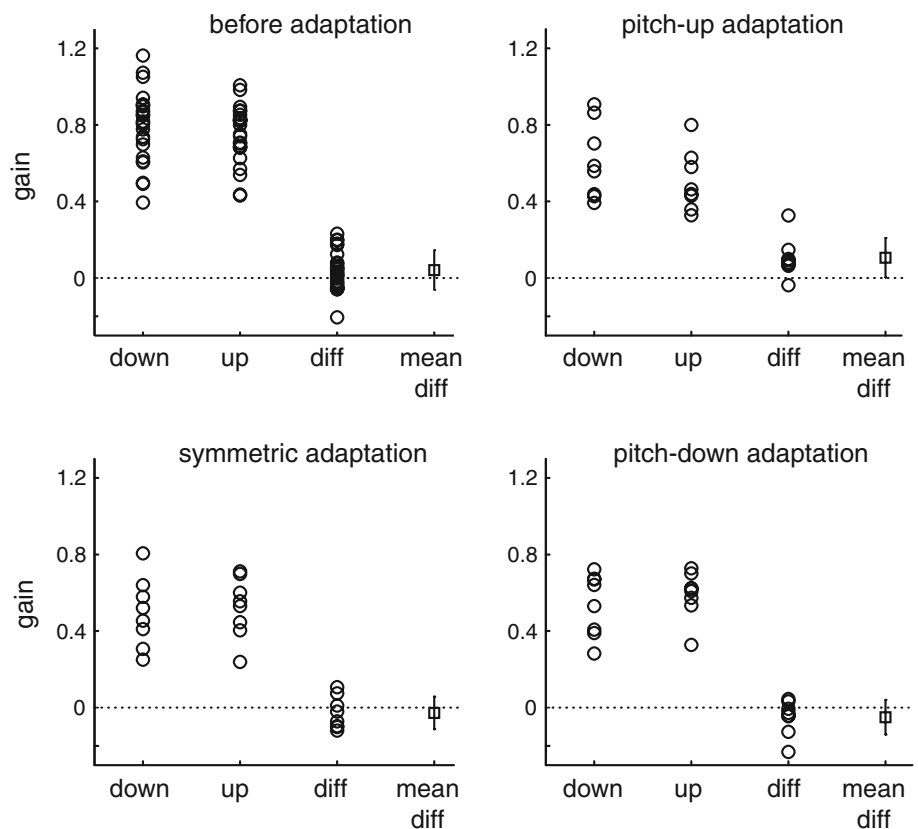 before adaptation
pitch-up adaptation
1.2
0.8
0.4
0
gain
down up diff mean
diff
1.2
0.8
0.4
0
down up diff mean
diff
symmetric adaptation
pitch-down adaptation
1.2
0.8
0.4
0
gain
down up diff mean
diff
1.2
0.8
0.4
0
down up diff mean
diff